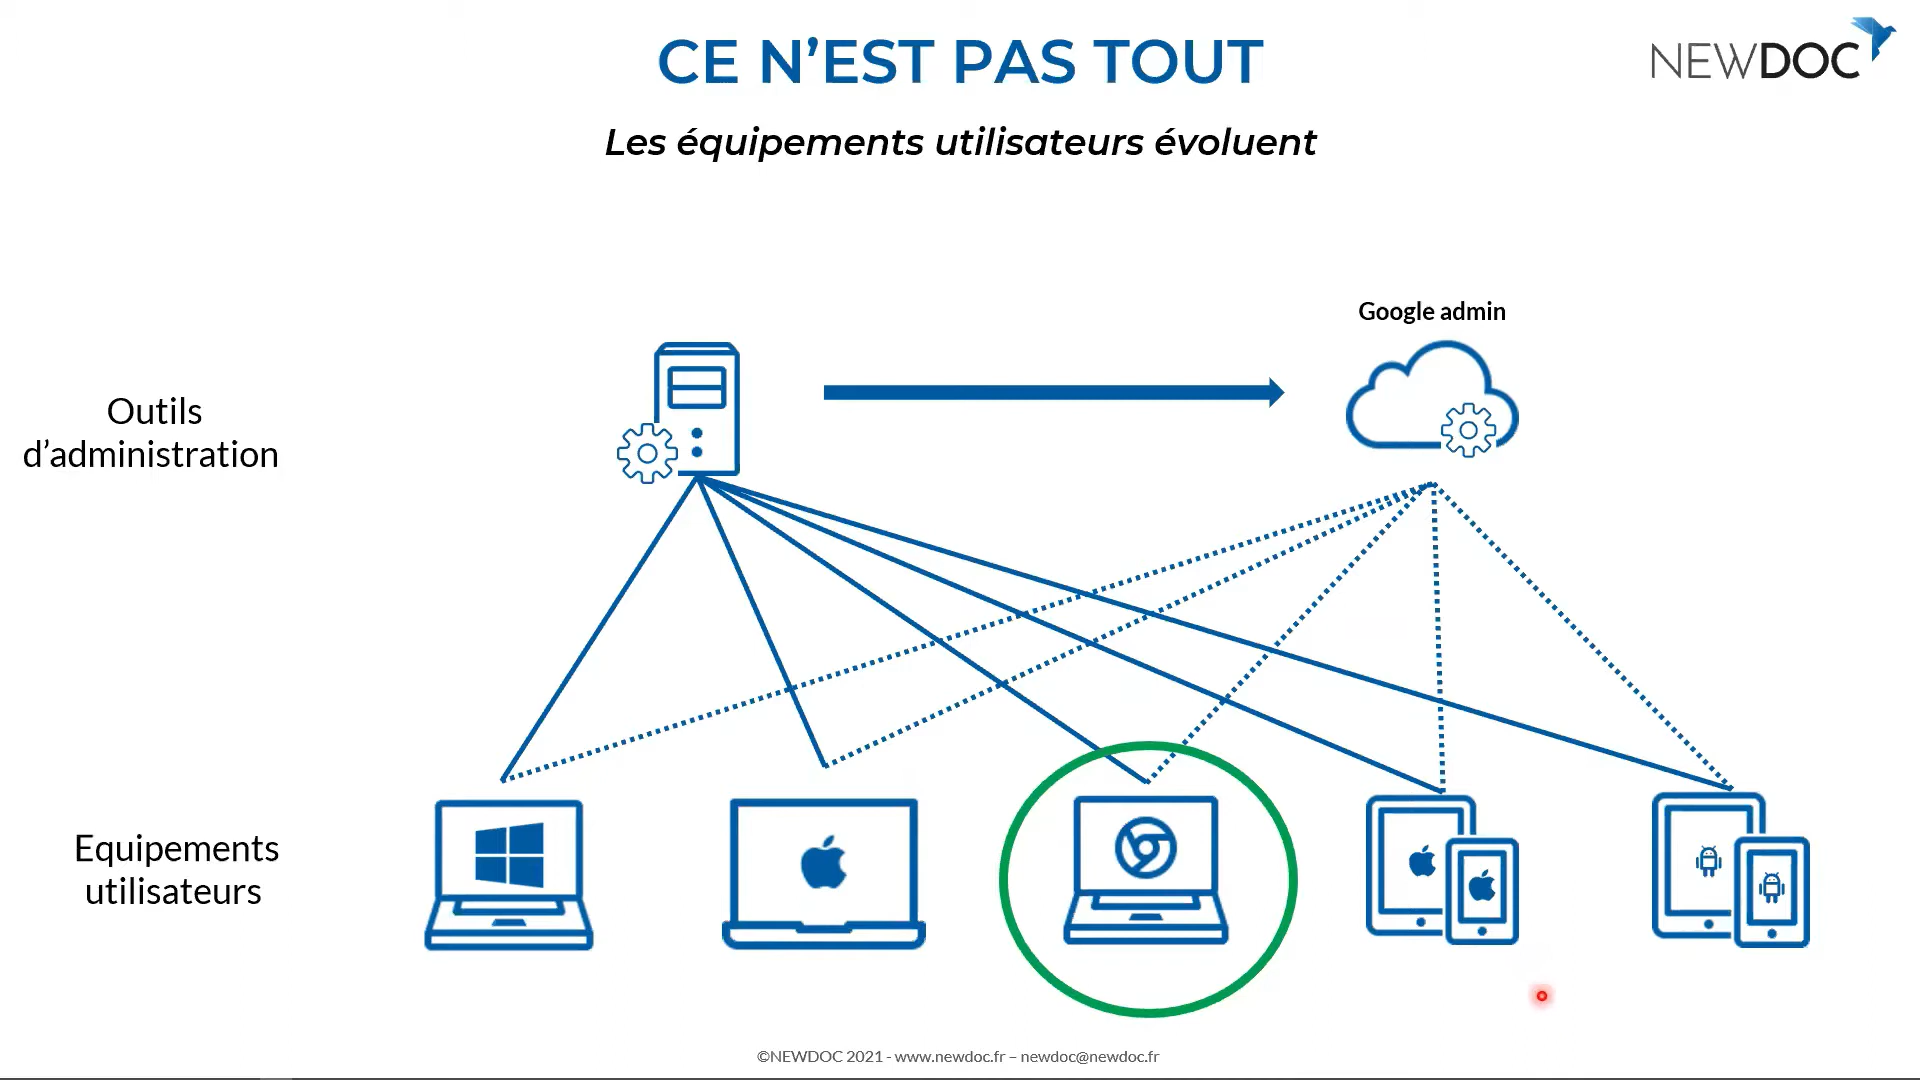 CE N’EST PAS TOUT
NEWDOC
Les équipements utilisateurs évoluent
Google admin
Outils
d’administration
Equipements
utilisateurs
©NEWDOC 2021 - www.newdoc.fr – newdoc@newdoc.fr